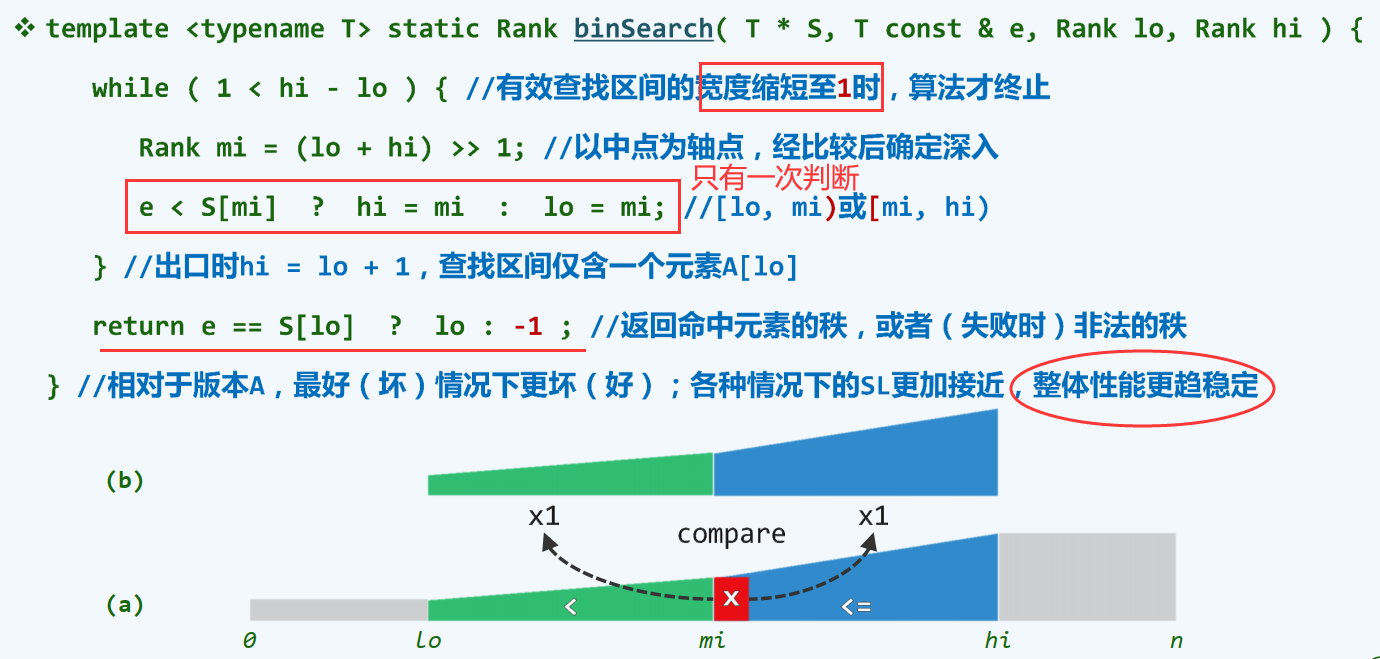 ❖ template <typename T> static Rank binSearch( T * S, T const & e, Rank lo, Rank hi ) {
while ( 1 < hi - lo ) { //有效查找区间的宽度缩短至1时，算法才终止
Rank mi = (lo + hi) >> 1; //以中点为轴点，经比较后确定深入
只有一次判断
e < S[mi] ? hi = mi : lo = mi; //[lo, mi)或[mi, hi)
} //出口时hi = lo + 1，查找区间仅含一个元素A[lo]
return e == S[lo] ? lo : -1 ; //返回命中元素的秩，或者（失败时）非法的秩
} //相对于版本A，最好（坏）情况下更坏（好）；各种情况下的SL更加接近，整体性能更趋稳定
(b)
x1 compare x1
(a) < x <=
0 lo mi hi n